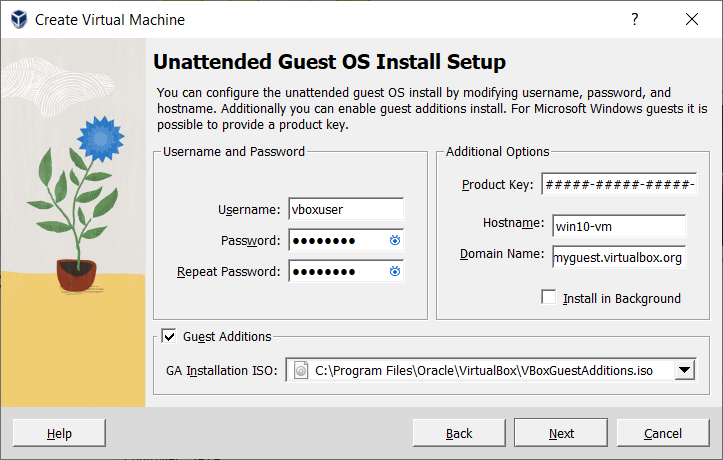 Create Virtual Machine
?
Unattended Guest OS Install Setup
You can configure the unattended guest OS install by modifying username, password, and
hostname. Additionally you can enable guest additions install. For Microsoft Windows guests it is
possible to provide a product key.
Username and Password
Username: vboxuser
Password: ●●●●●●●●
Repeat Password: ●●●●●●●●
Additional Options
Product Key: #####-#####-#####-
Hostname: win10-vm
Domain Name: myguest.virtualbox.org
Install in Background
Guest Additions
GA Installation ISO: C:\Program Files\Oracle\VirtualBox\VBoxGuestAdditions.iso
Help
Back
Next
Cancel